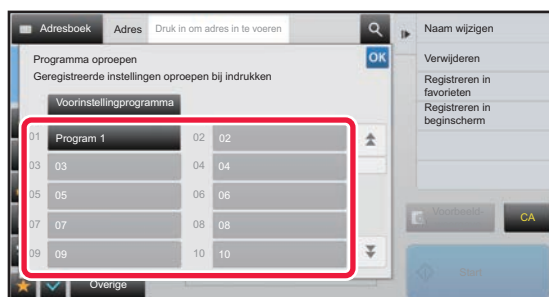 Adresboek Adres Druk in om adres in te voeren
Naam wijzigen
Programma oproepen OK
Verwijderen
Geregistreerde instellingen oproepen bij indrukken
Registreren in
favorieten
Voorinstellingprogramma
Registreren in
beginscherm
01 Program 1 02 02
03 03 04 04
05 05 06 06
07 07 08 08
Voorbeeld- CA
09 09 10 10
Start
Overige